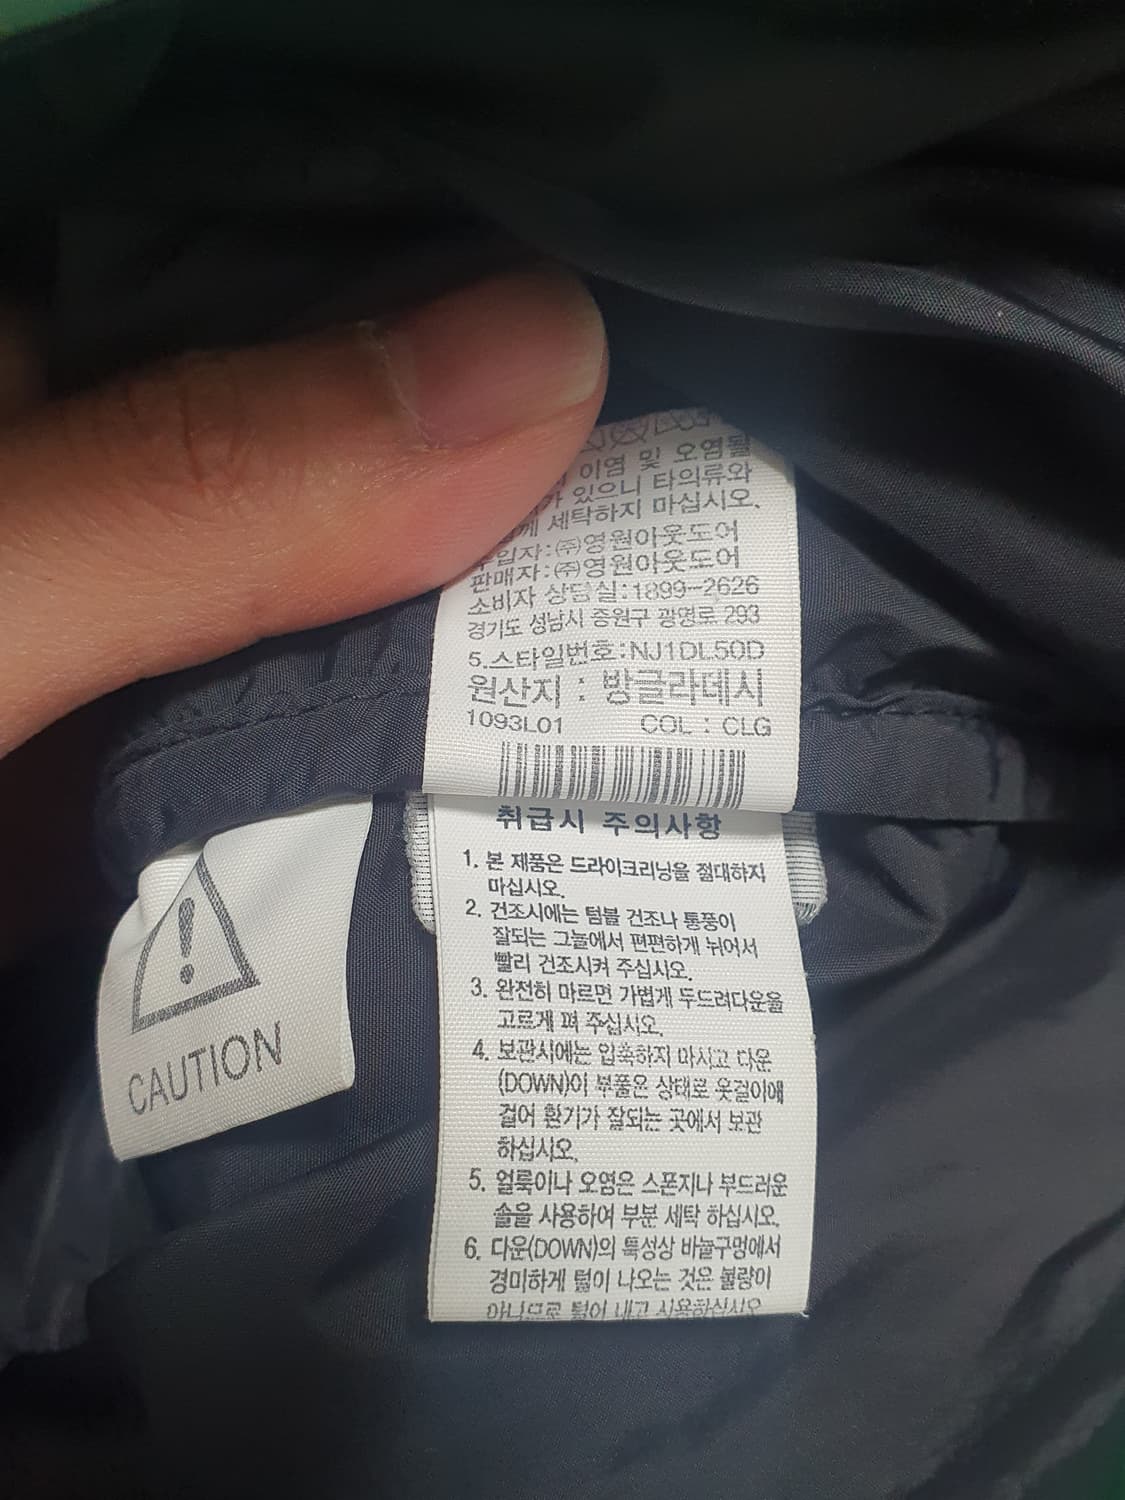 이염 및 오염될
있으니 타의류와
세탁하지 마십시오.
수입자:㈜영원아웃도어
판매자:㈜영원아웃도어
소비자 상담실:1899-2626
경기도 성남시 중원구 광명로 293
5.스타일번호:NJ1DL50D
원산지 : 방글라데시
1093L01 COL : CLG
취급시 주의사항
1. 본 제품은 드라이크리닝을 절대하지
마십시오.
2. 건조시에는 텀블 건조나 통풍이
잘되는 그늘에서 편편하게 뉘어서
빨리 건조시켜 주십시오.
3. 완전히 마르면 가볍게 두드려다운을
고르게 펴 주십시오.
4. 보관시에는 압축하지 마시고 다운
(DOWN)이 부풀은 상태로 옷걸이에
걸어 환기가 잘되는 곳에서 보관
하십시오.
5. 얼룩이나 오염은 스폰지나 부드러운
솔을 사용하여 부분 세탁 하십시오.
6. 다운(DOWN)의 특성상 바늘구멍에서
경미하게 털이 나오는 것은 불량이
아니므로 털이 내고 사용하십시오
CAUTION